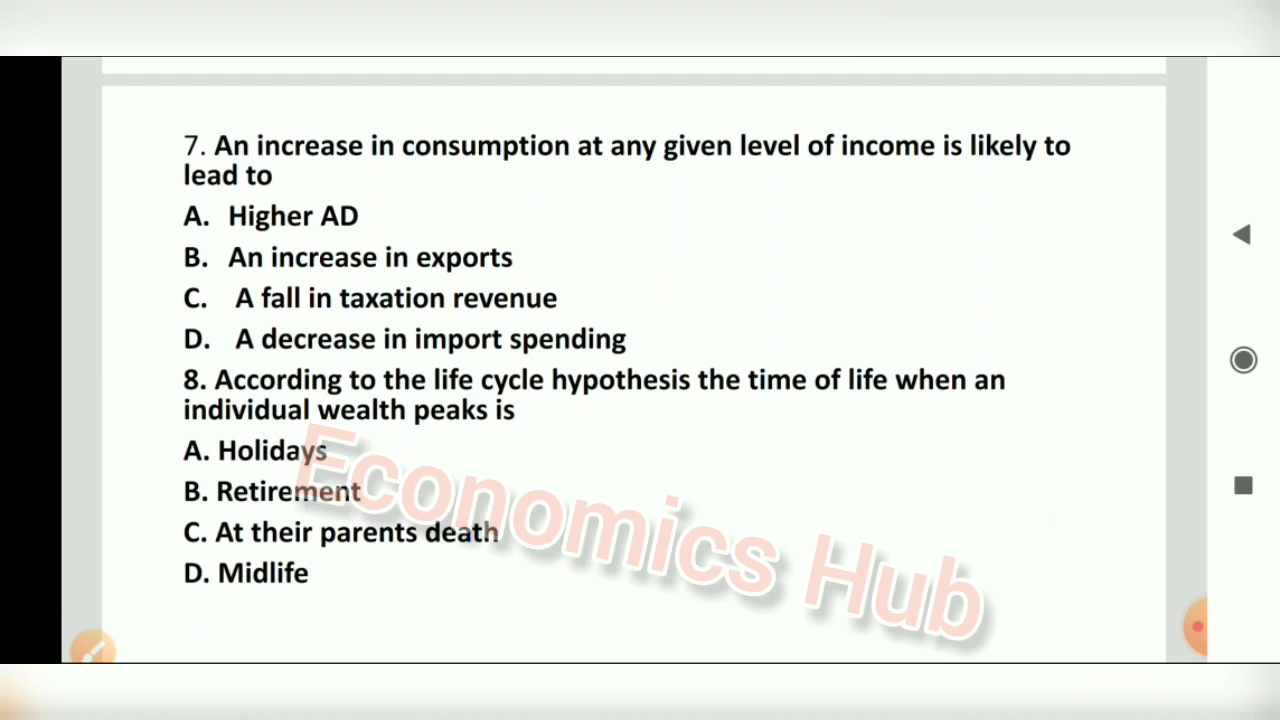 7. An increase in consumption at any given level of income is likely to
lead to
A. Higher AD
B. An increase in exports
C. A fall in taxation revenue
D. A decrease in import spending
8. According to the life cycle hypothesis the time of life when an
individual wealth peaks is
A. Holidays
B. Retirement
C. At their parents death
D. Midlife
Economics Hub